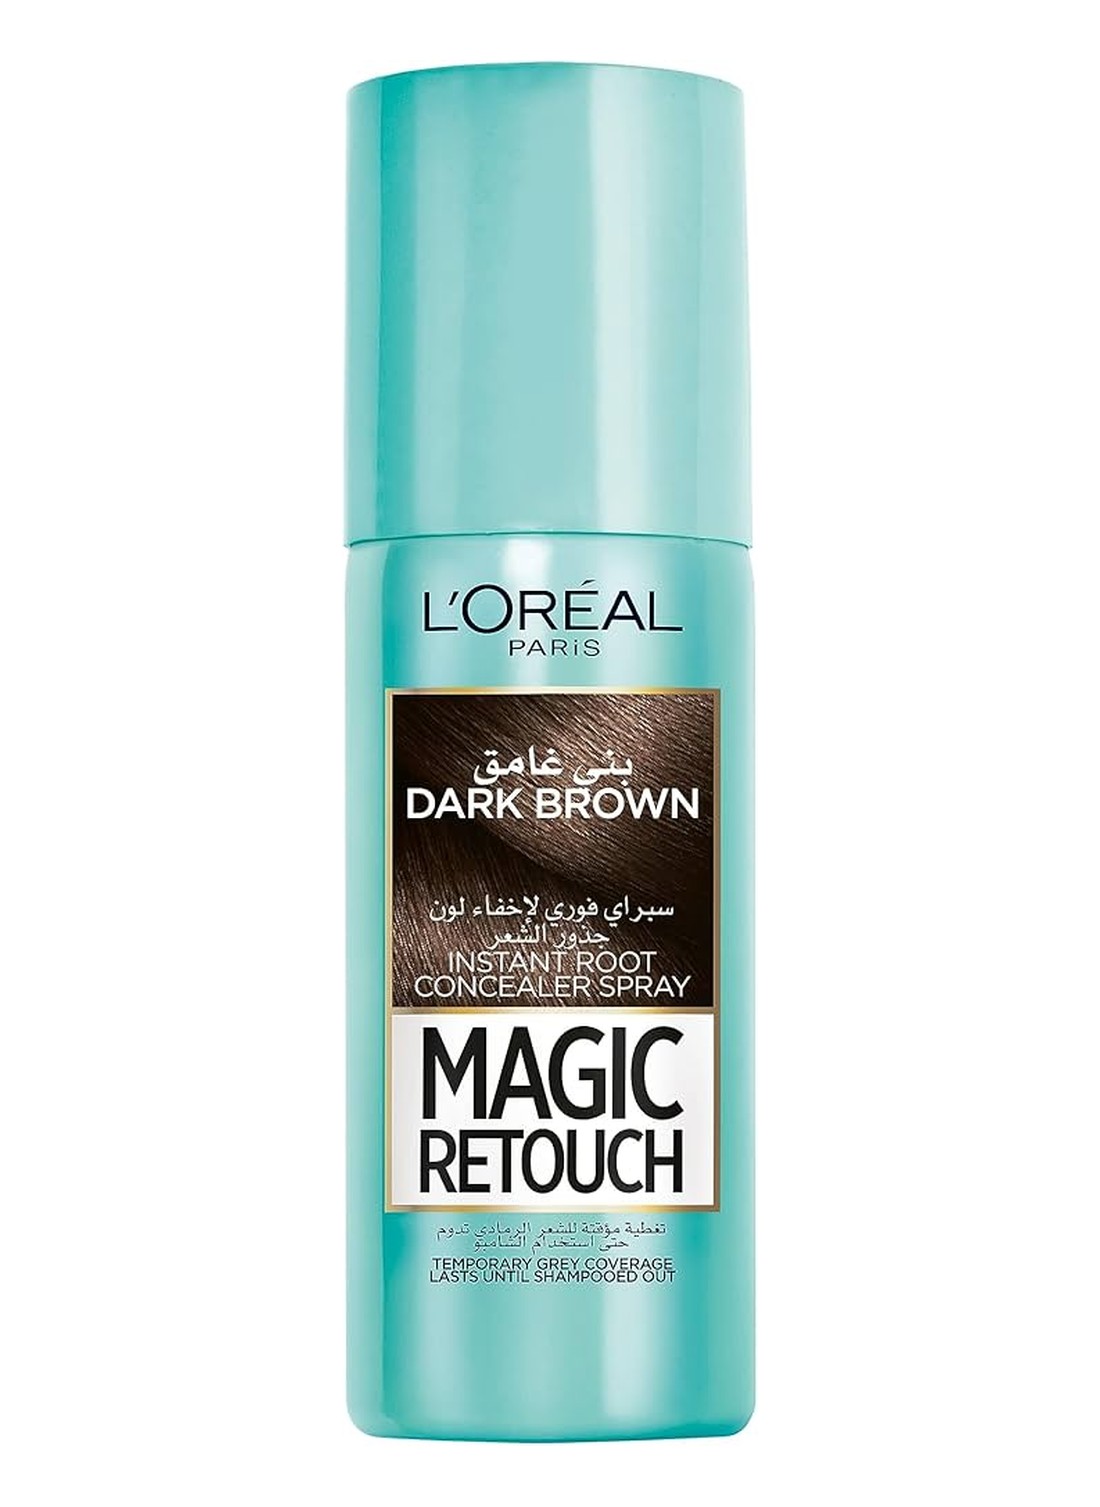 L'ORÉAL
PARiS
بني غامق
DARK BROWN
سبراي فوري لإخفاء لون
جذور الشعر
INSTANT ROOT
CONCEALER SPRAY
MAGIC
RETOUCH
تغطية مؤقتة للشعر الرمادي تدوم
حتى استخدام الشامبو
TEMPORARY GREY COVERAGE
LASTS UNTIL SHAMPOOED OUT